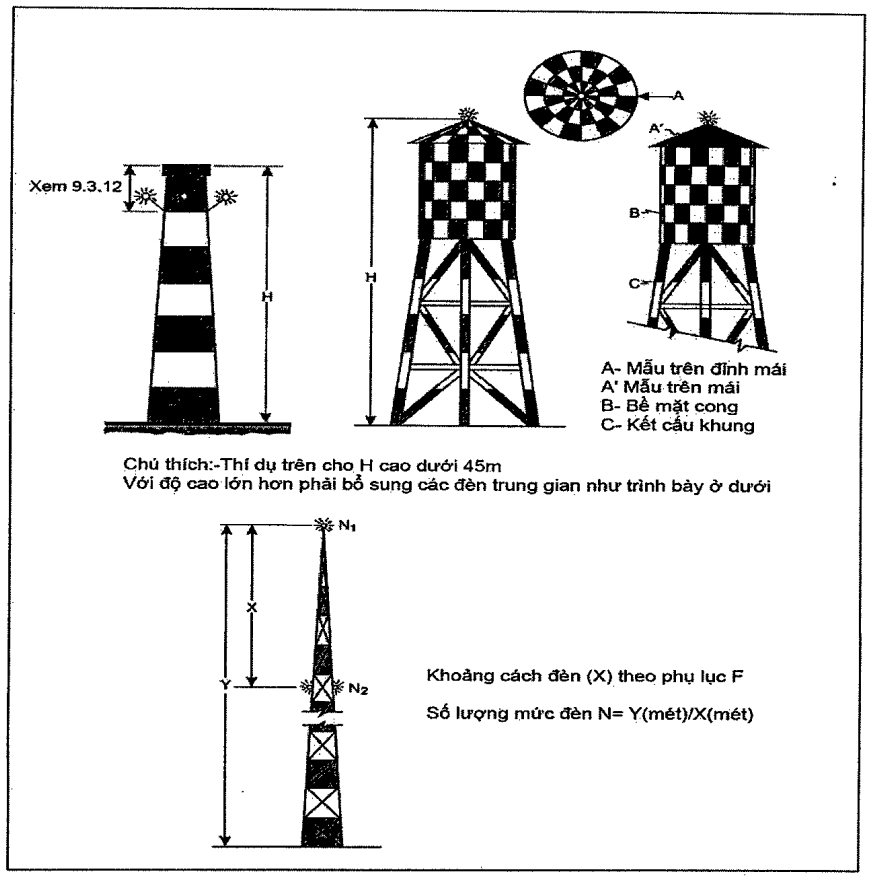 A
A'
Xem 9.3.12
H
H
B
C
A- Mẫu trên đỉnh mái
A' Mẫu trên mái
B- Bề mặt cong
C- Kết cấu khung
Chú thích:-Thí dụ trên cho H cao dưới 45m
Với độ cao lớn hơn phải bổ sung các đèn trung gian như trình bày ở dưới
N1
X
Y
N2
Khoảng cách đèn (X) theo phụ lục F
Số lượng mức đèn N= Y(mét)/X(mét)